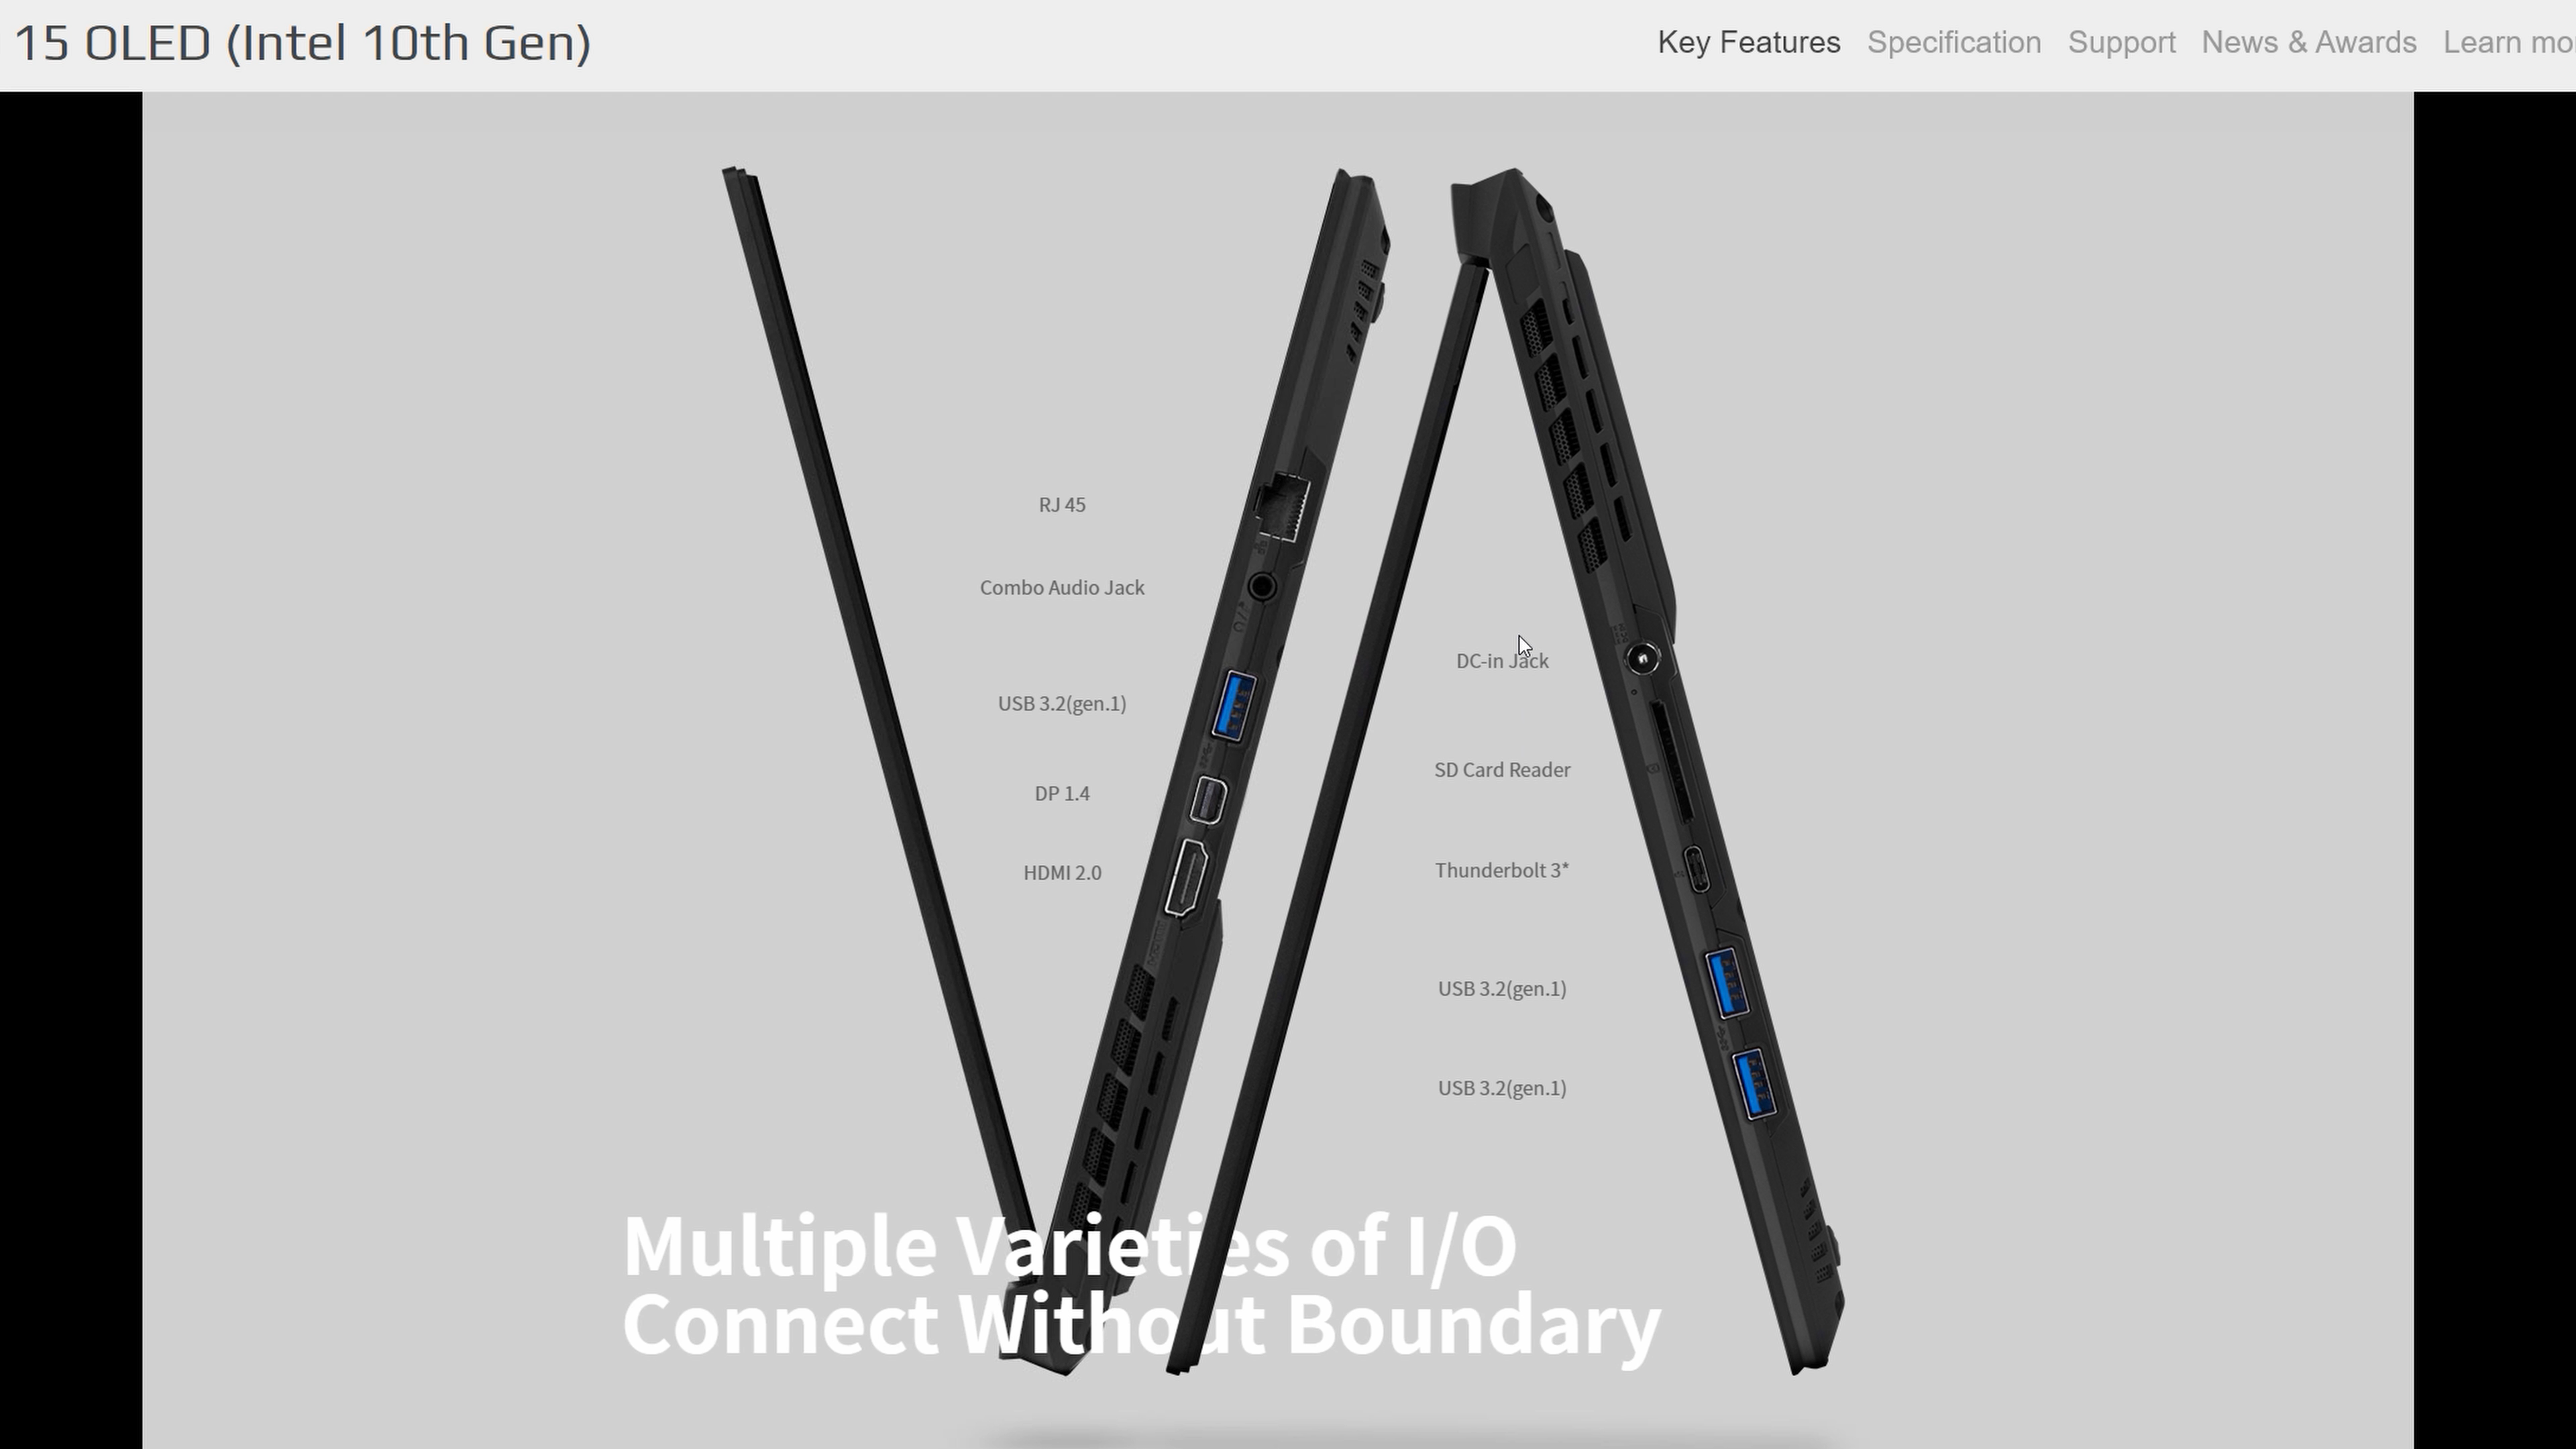 15 OLED (Intel 10th Gen)
Key Features Specification Support News & Awards Learn mo
RJ 45
Combo Audio Jack
USB 3.2(gen.1)
DP 1.4
HDMI 2.0
DC-in Jack
SD Card Reader
Thunderbolt 3*
USB 3.2(gen.1)
USB 3.2(gen.1)
Multiple Varieties of I/O
Connect Without Boundary